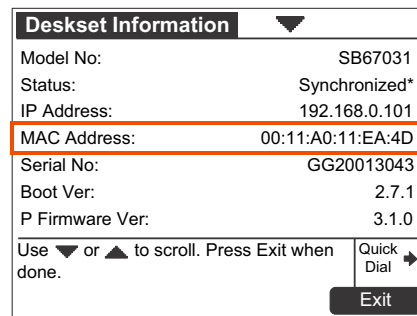 Deskset Information
Model No: SB67031
Status: Synchronized*
IP Address: 192.168.0.101
MAC Address: 00:11:A0:11:EA:4D
Serial No: GG20013043
Boot Ver: 2.7.1
P Firmware Ver: 3.1.0
Use or to scroll. Press Exit when
done.
Quick
Dial
Exit